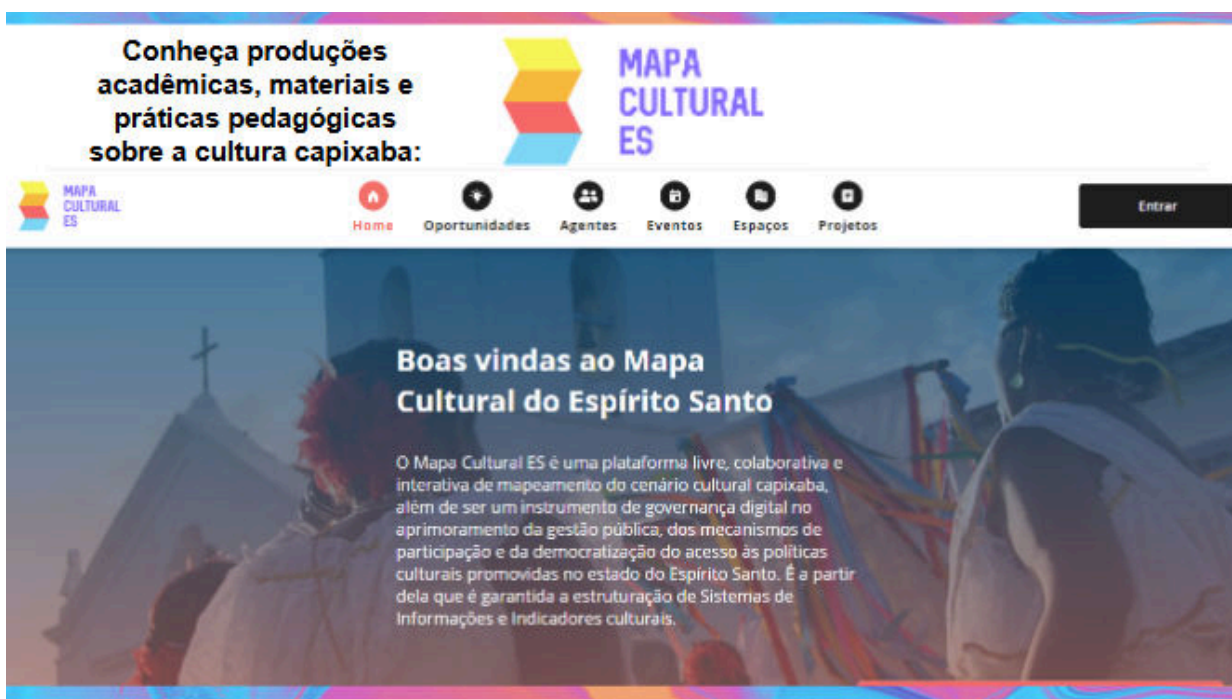 Conheça produções
acadêmicas, materiais e
práticas pedagógicas
sobre a cultura capixaba:
MAPA
CULTURAL
ES
MAPA
CULTURAL
ES
Home
Oportunidades
Agentes
Eventos
Espaços
Projetos
Entrar
Boas vindas ao Mapa
Cultural do Espírito Santo
O Mapa Cultural ES é uma plataforma livre, colaborativa e
interativa de mapeamento do cenário cultural capixaba,
além de ser um instrumento de governança digital no
aprimoramento da gestão pública, dos mecanismos de
participação e da democratização do acesso às políticas
culturais promovidas no estado do Espírito Santo. É a partir
dela que é garantida a estruturação de Sistemas de
Informações e Indicadores culturais.